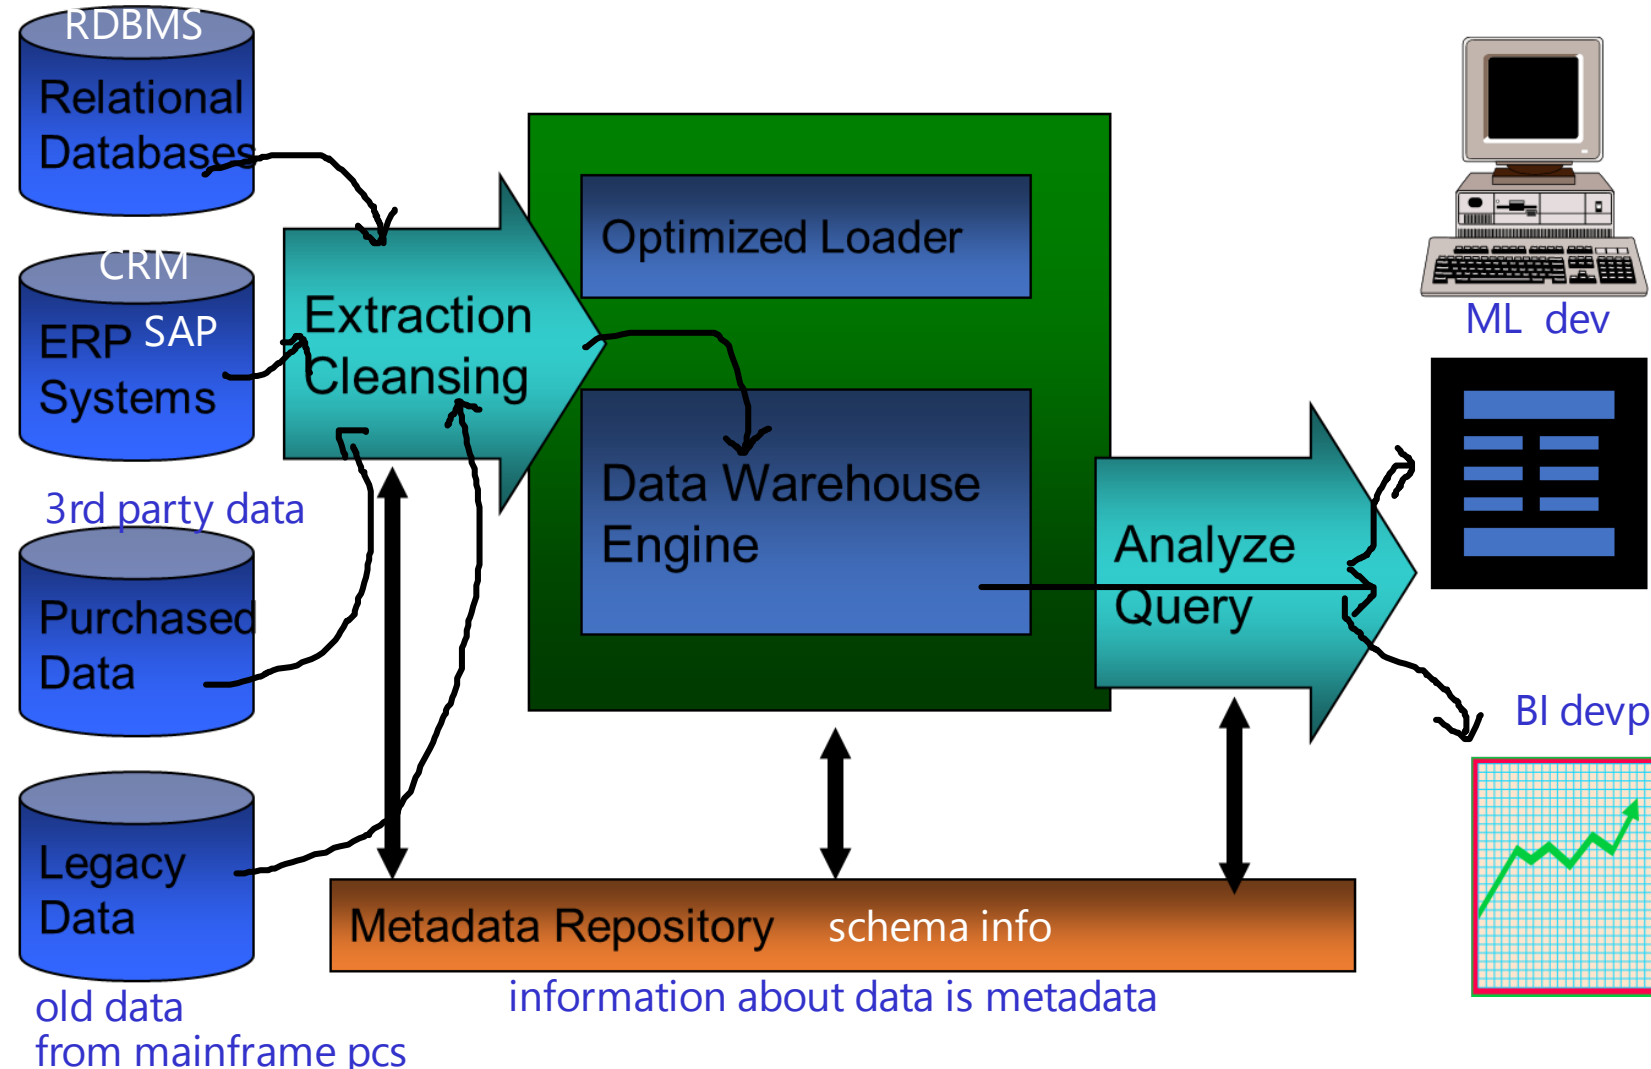 RDBMS
Relational
Databases
CRM
ERP SAP
Systems
3rd party data
Purchased
Data
Legacy
Data
old data
from mainframe pcs
Extraction
Cleansing
Optimized Loader
Data Warehouse
Engine
Analyze
Query
Metadata Repository schema info
information about data is metadata
ML dev
BI devp